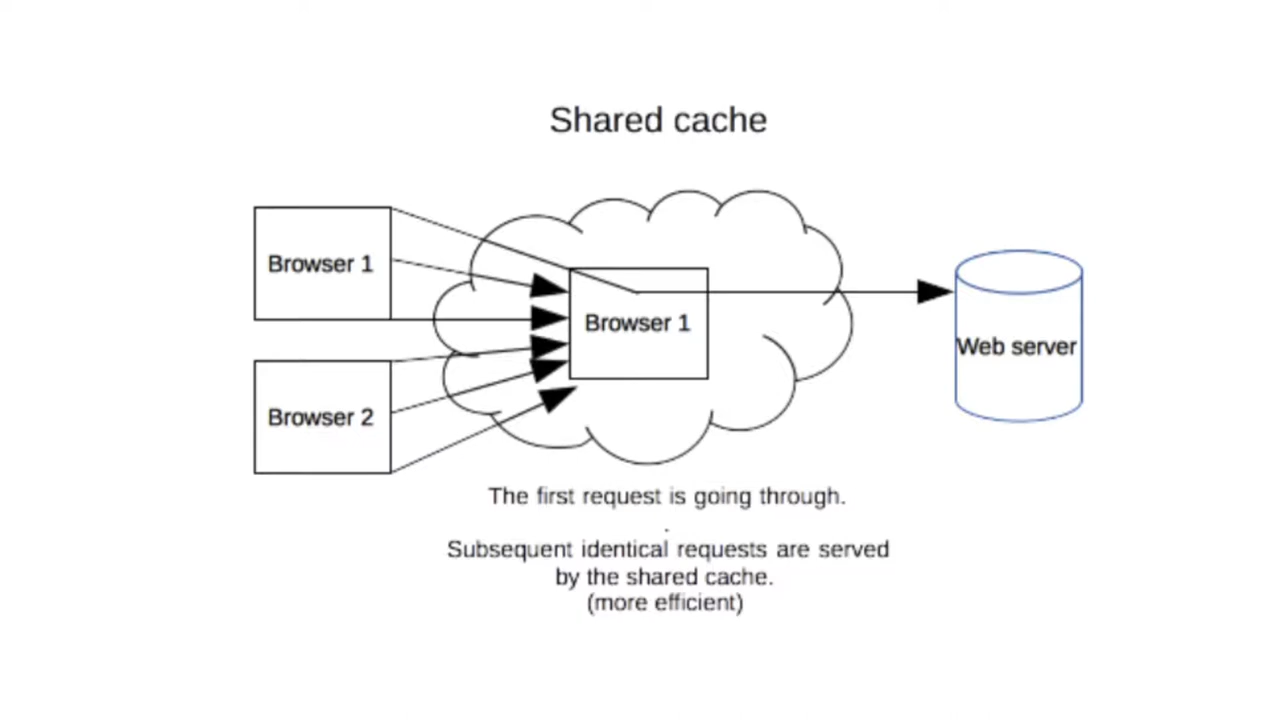 Shared cache
Browser 1
Browser 1
Web server
Browser 2
The first request is going through.
.
Subsequent identical requests are served
by the shared cache.
(more efficient)